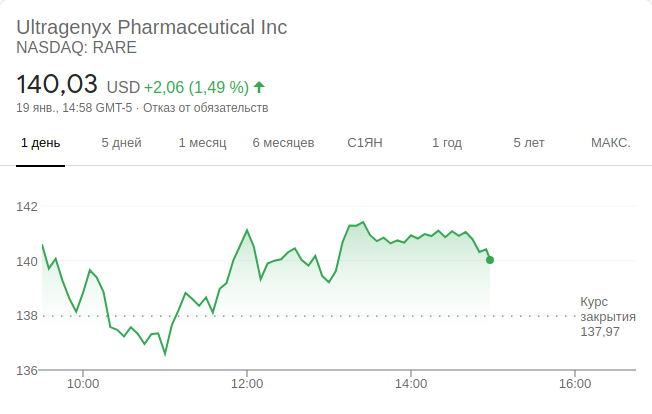 Ultragenyx Pharmaceutical Inc
NASDAQ: RARE
140,03 USD +2,06 (1,49 %)
19 янв., 14:58 GMT-5 · Отказ от обязательств
1 день 5 дней 1 месяц 6 месяцев С1ЯН 1 год 5 лет МАКС.
142
140
138
136
Курс
закрытия
137,97
10:00 12:00 14:00 16:00